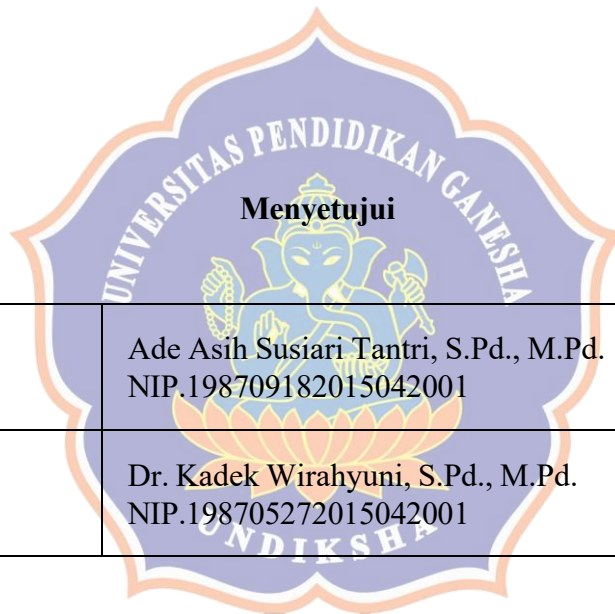 UNIVERSITAS PENDIDIKAN GANESHA
Menyetujui
Ade Asih Susiari Tantri, S.Pd., M.Pd.
NIP.198709182015042001
Dr. Kadek Wirahyuni, S.Pd., M.Pd.
NIP.198705272015042001
UNDIKSHA